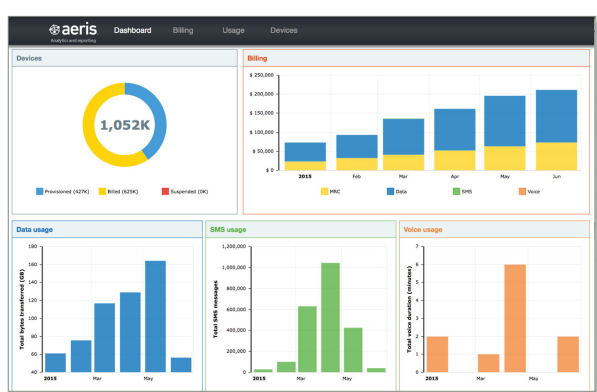 aeris Dashboard Billing Usage Devices
Analytics and reporting
Devices
1,052K
Provisioned (427K) Billed (625K) Suspended (0K)
Billing
$ 250,000
$ 200,000
$ 150,000
$ 100,000
$ 50,000
$ 0
2015 Feb Mar Apr May Jun
MRC Data SMS Voice
Data usage
Total bytes transferred (GB)
180
160
140
120
100
80
60
40
2015 Mar May
SMS usage
Total SMS messages
1,200,000
1,000,000
800,000
600,000
400,000
200,000
0
2015 Mar May
Voice usage
Total voice duration (minutes)
7
6
5
4
3
2
1
0
2015 Mar May